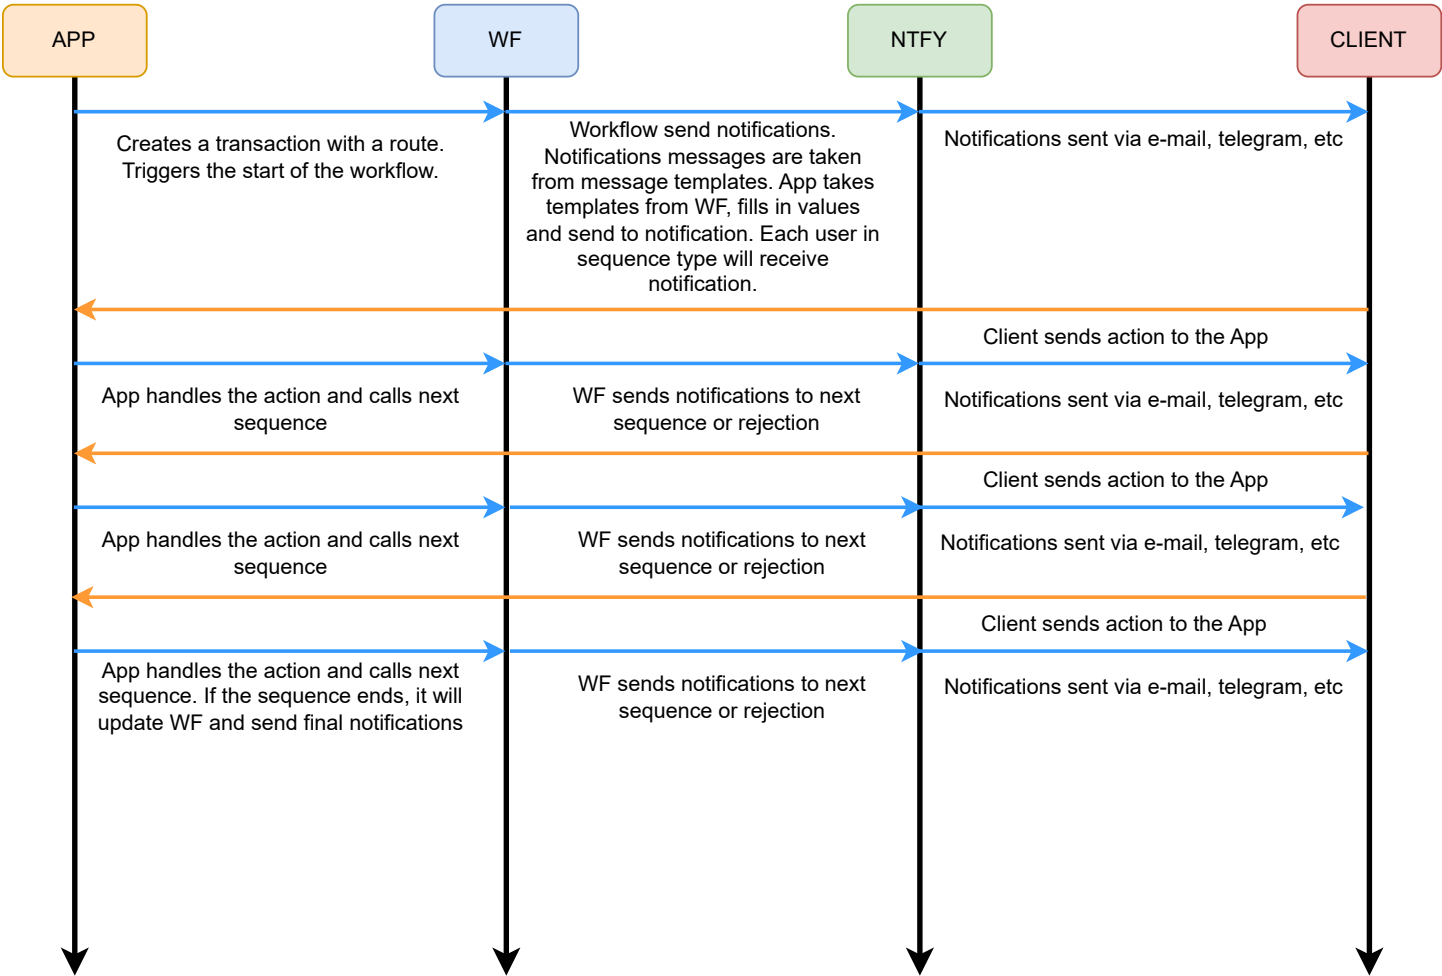 APP
WF
NTFY
CLIENT
Creates a transaction with a route.
Triggers the start of the workflow.
Workflow send notifications.
Notifications messages are taken
from message templates. App takes
templates from WF, fills in values
and send to notification. Each user in
sequence type will receive
notification.
Notifications sent via e-mail, telegram, etc
Client sends action to the App
App handles the action and calls next
sequence
WF sends notifications to next
sequence or rejection
Notifications sent via e-mail, telegram, etc
Client sends action to the App
App handles the action and calls next
sequence
WF sends notifications to next
sequence or rejection
Notifications sent via e-mail, telegram, etc
Client sends action to the App
App handles the action and calls next
sequence. If the sequence ends, it will
update WF and send final notifications
WF sends notifications to next
sequence or rejection
Notifications sent via e-mail, telegram, etc